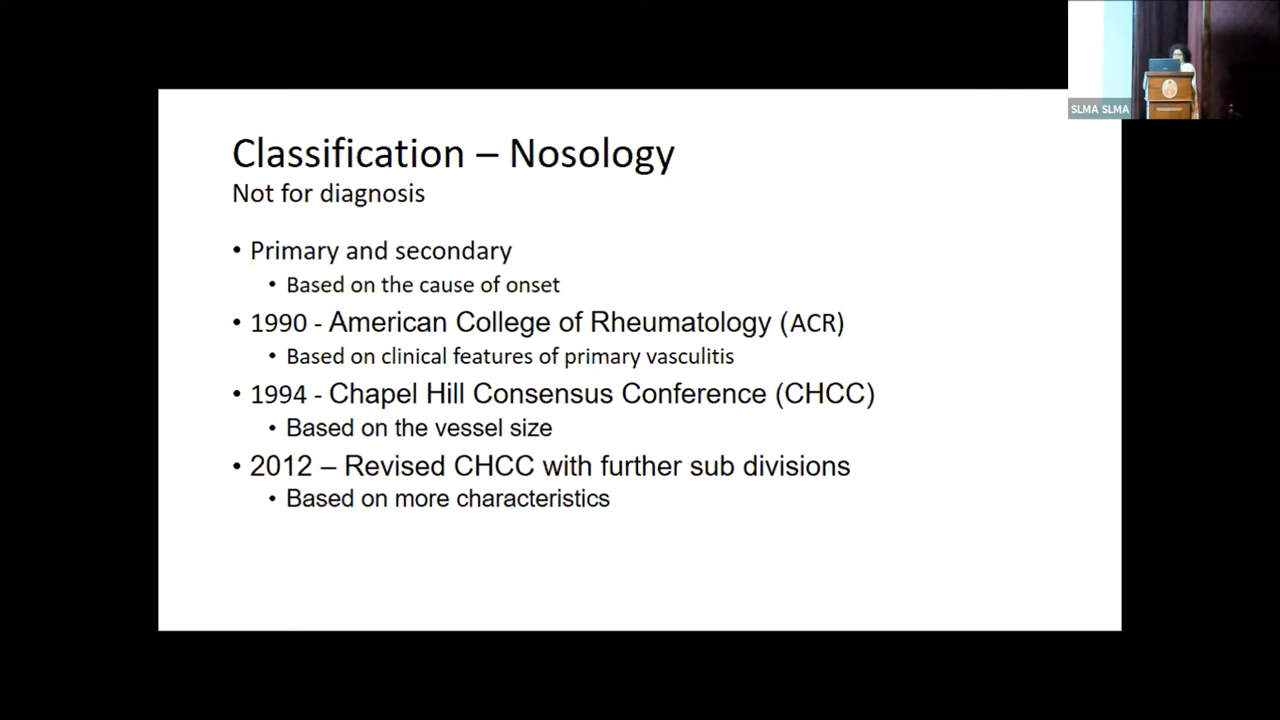 SLMA SLMA
Classification – Nosology
Not for diagnosis
• Primary and secondary
• Based on the cause of onset
• 1990 - American College of Rheumatology (ACR)
• Based on clinical features of primary vasculitis
• 1994 - Chapel Hill Consensus Conference (CHCC)
• Based on the vessel size
• 2012 – Revised CHCC with further sub divisions
• Based on more characteristics